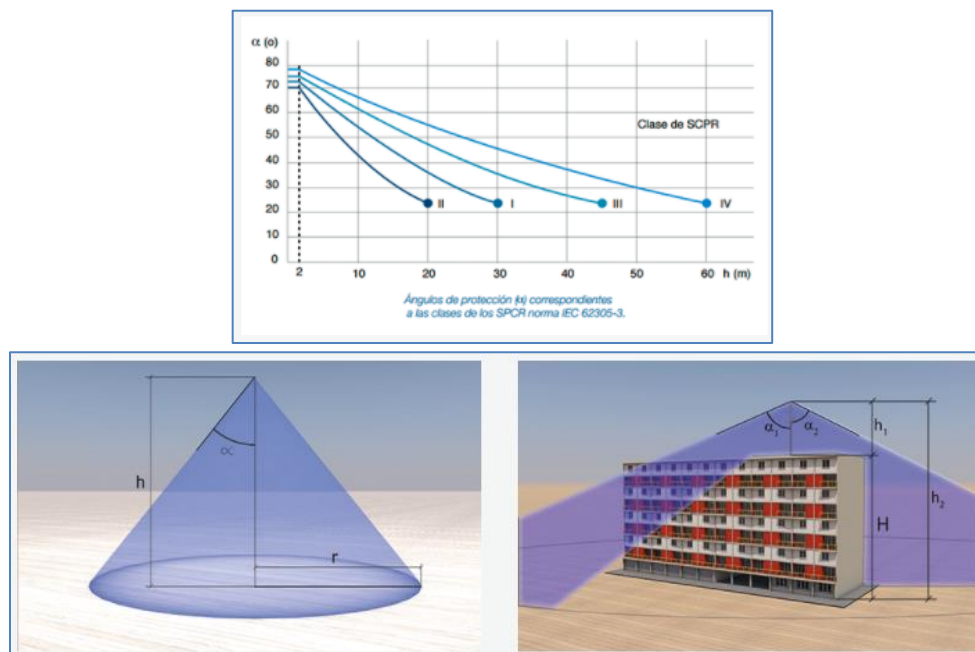 α (o)
80
70
60
50
40
30
20
10
0
Clase de SCPR
II
I
III
IV
2
10
20
30
40
50
60
h (m)
Ángulos de protección (α) correspondientes
a las clases de los SPCR norma IEC 62305-3.
h
α
r
α1
α2
h1
h2
H